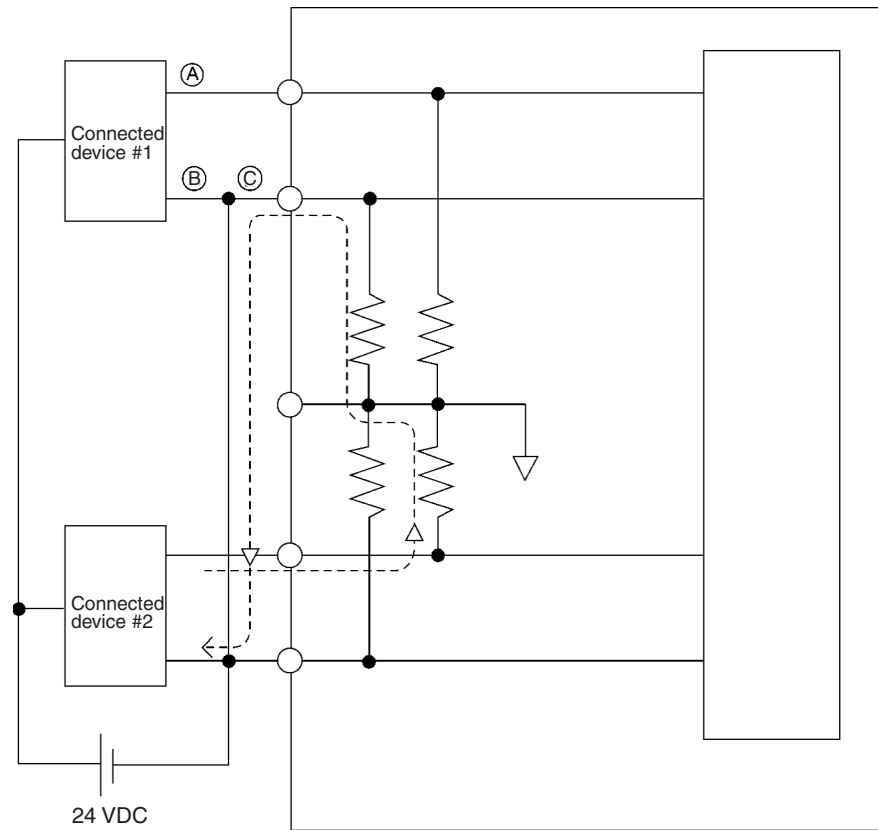 Ⓐ
Connected
device #1
Ⓑ Ⓒ
Connected
device #2
24 VDC